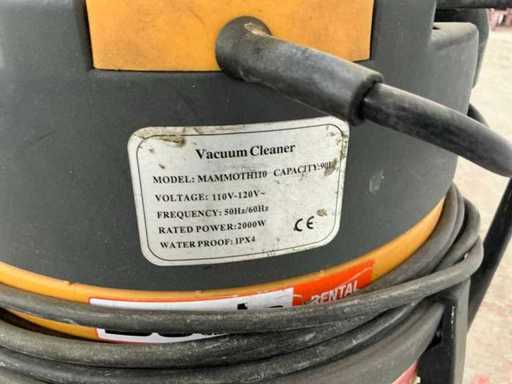 Vacuum Cleaner
MODEL: MAMMOTH110 CAPACITY:90L
VOLTAGE: 110V-120V~
FREQUENCY: 50Hz/60Hz
RATED POWER:2000W
WATER PROOF: IPX4
CE
RENTAL